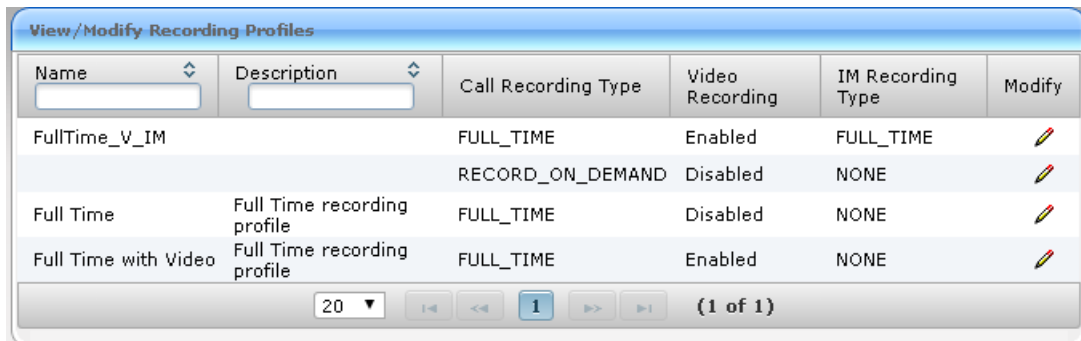 View/Modify Recording Profiles
Name Description Call Recording Type Video Recording IM Recording Type Modify
FullTime_V_IM FULL_TIME Enabled FULL_TIME
RECORD_ON_DEMAND Disabled NONE
Full Time Full Time recording profile FULL_TIME Disabled NONE
Full Time with Video Full Time recording profile FULL_TIME Enabled NONE
20 1 (1 of 1)